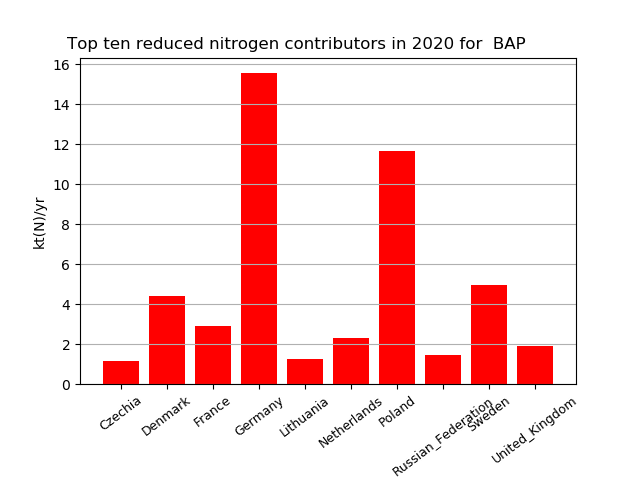 Top ten reduced nitrogen contributors in 2020 for  BAP
kt(N)/yr
16
14
12
10
8
6
4
2
0
Czechia
Denmark
France
Germany
Lithuania
Netherlands
Poland
Russian_Federation
Sweden
United_Kingdom